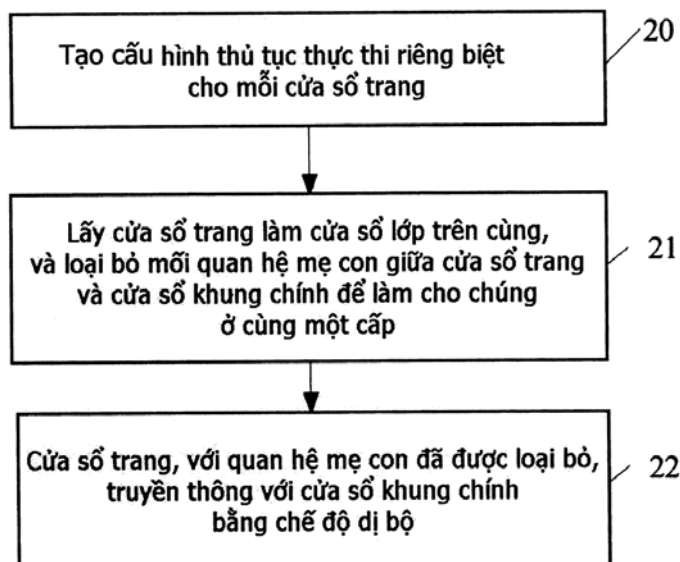 Tạo cấu hình thủ tục thực thi riêng biệt
cho mỗi cửa sổ trang
20
Lấy cửa sổ trang làm cửa sổ lớp trên cùng,
và loại bỏ mối quan hệ mẹ con giữa cửa sổ trang
và cửa sổ khung chính để làm cho chúng
ở cùng một cấp
21
Cửa sổ trang, với quan hệ mẹ con đã được loại bỏ,
truyền thông với cửa sổ khung chính
bằng chế độ dị bộ
22